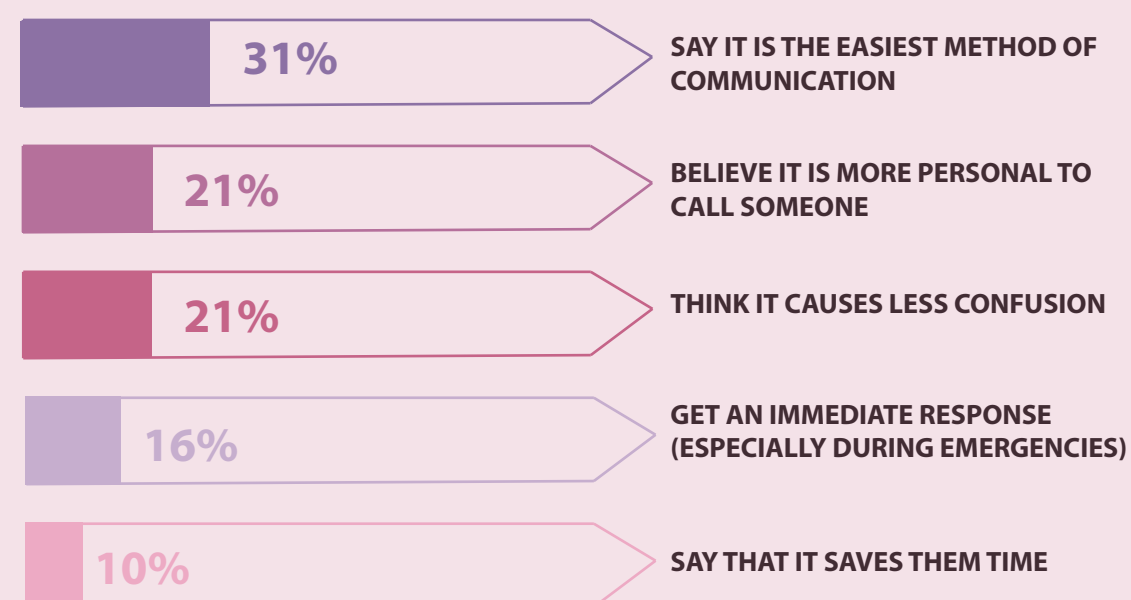 31%
SAY IT IS THE EASIEST METHOD OF
COMMUNICATION
21%
BELIEVE IT IS MORE PERSONAL TO
CALL SOMEONE
21%
THINK IT CAUSES LESS CONFUSION
16%
GET AN IMMEDIATE RESPONSE
(ESPECIALLY DURING EMERGENCIES)
10%
SAY THAT IT SAVES THEM TIME